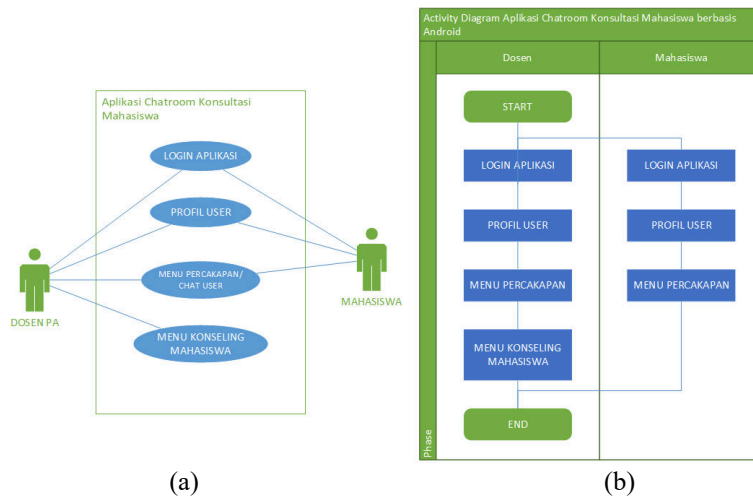 Aplikasi Chatroom Konsultasi
Mahasiswa
LOGIN APLIKASI
PROFIL USER
MENU PERCAKAPAN/
CHAT USER
MENU KONSELING
MAHASISWA
DOSEN PA
MAHASISWA
(a)
Activity Diagram Aplikasi Chatroom Konsultasi Mahasiswa berbasis
Android
Dosen
Mahasiswa
START
LOGIN APLIKASI
LOGIN APLIKASI
PROFIL USER
PROFIL USER
MENU PERCAKAPAN
MENU PERCAKAPAN
MENU KONSELING
MAHASISWA
END
Phase
(b)